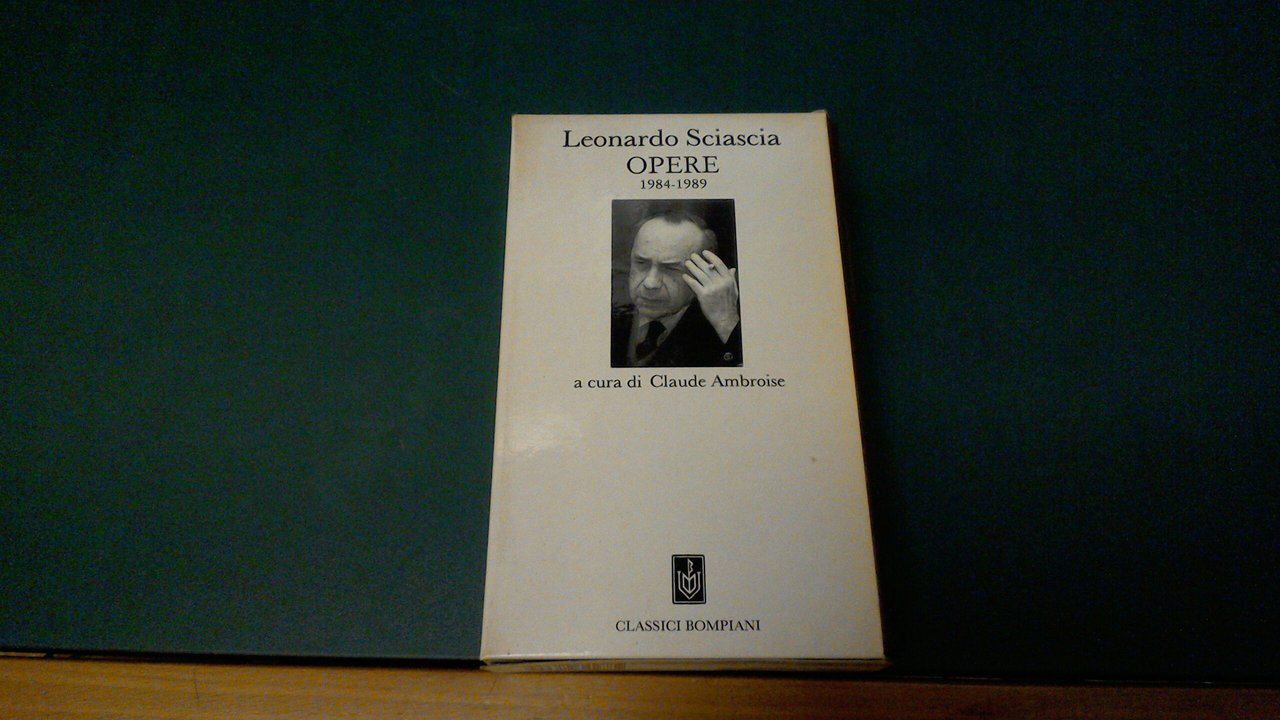 Leonardo Sciascia
OPERE
1984-1989
a cura di Claude Ambroise
CLASSICI BOMPIANI